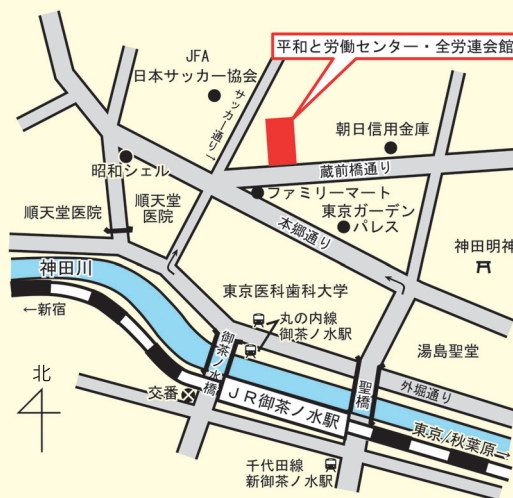 JFA
日本サッカー協会
平和と労働センター・全労連会館
サッカー通り→
朝日信用金庫
昭和シェル
蔵前橋通り
順天堂医院
順天堂
医院
ファミリーマート
東京ガーデン
パレス
本郷通り
神田明神
神田川
東京医科歯科大学
←新宿
丸の内線
御茶ノ水駅
湯島聖堂
御茶ノ水橋
外堀通り
北
交番
JR御茶ノ水駅
聖橋
東京/秋葉原→
千代田線
新御茶ノ水駅